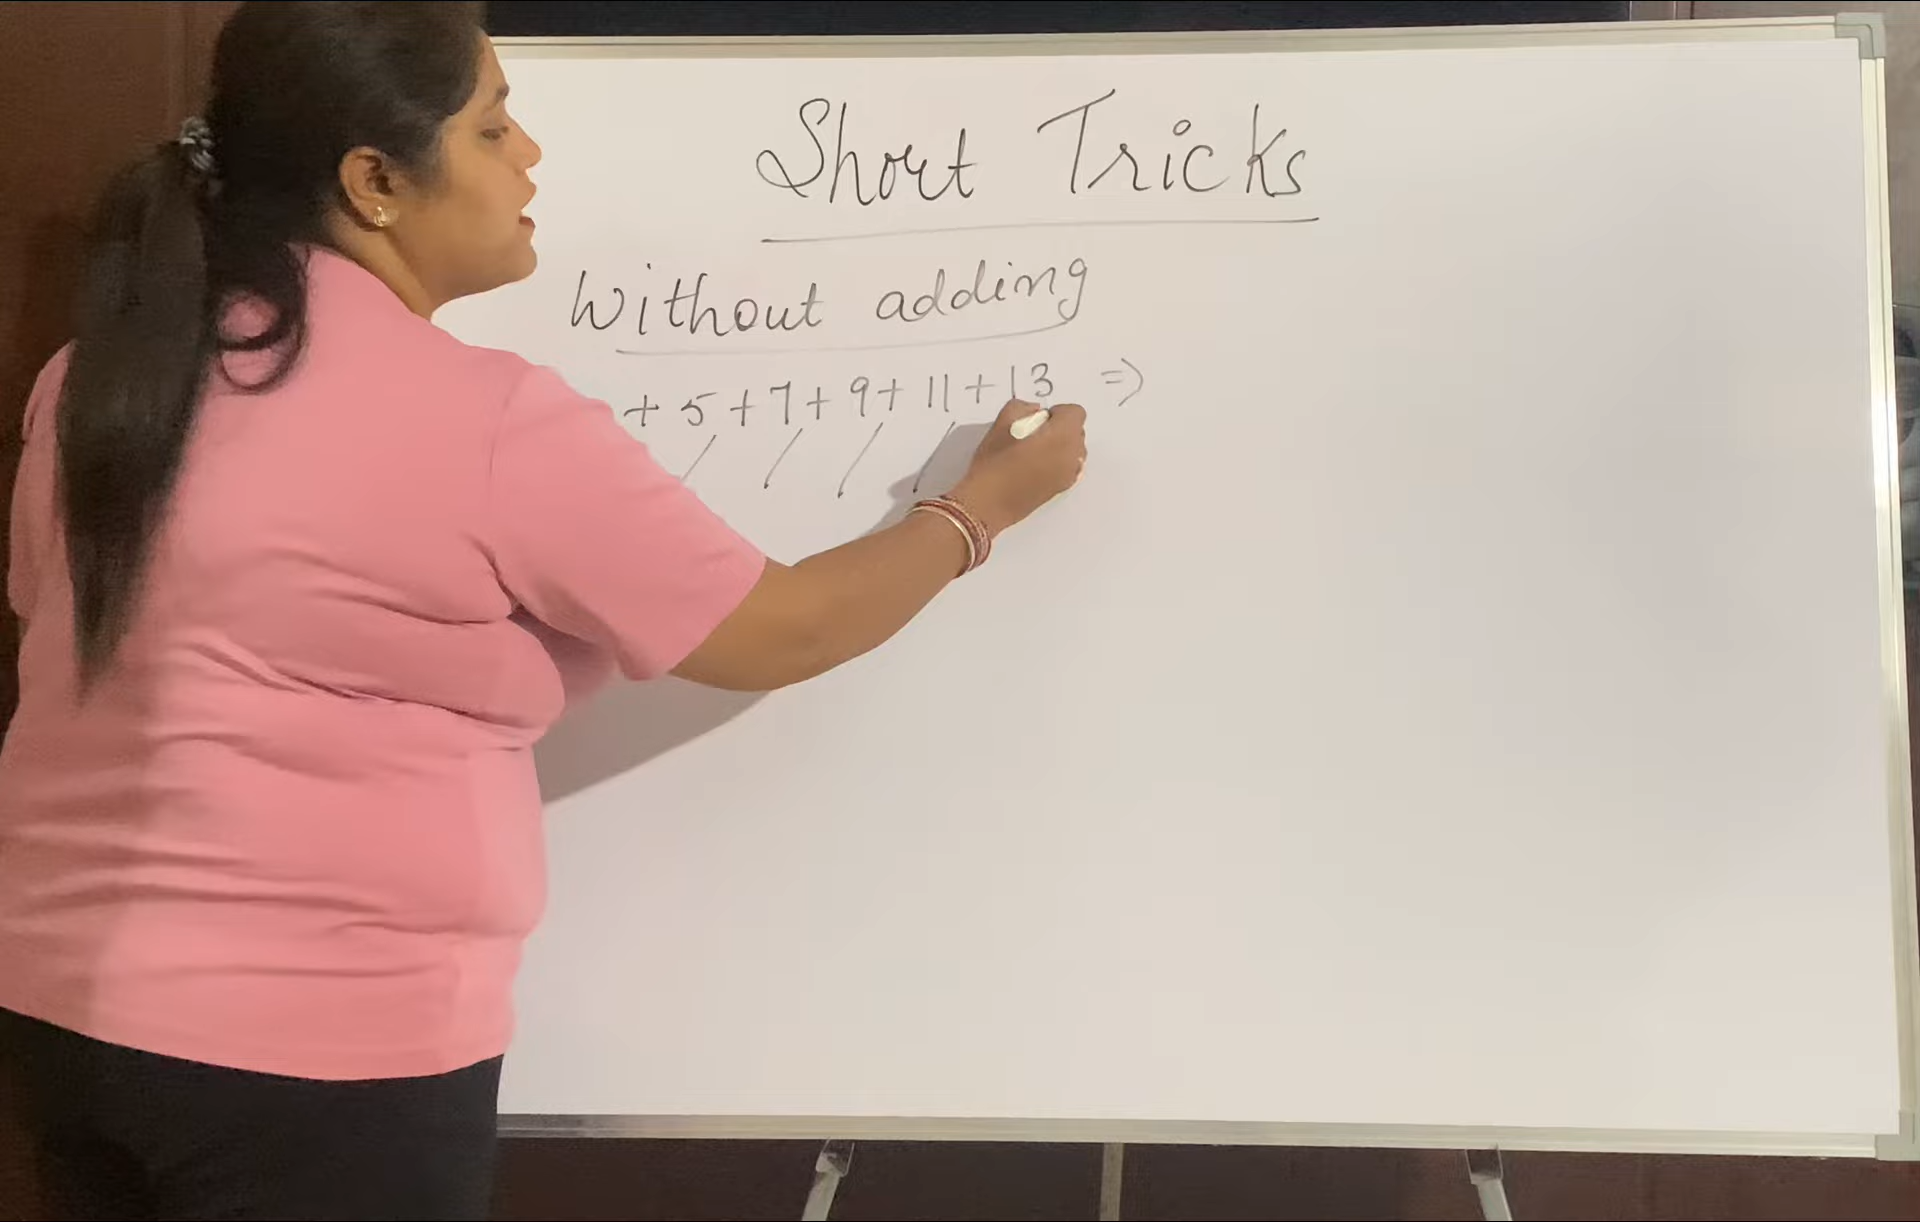 Short Tricks
Without adding
+ 5 + 7 + 9 + 11 + 13 =>